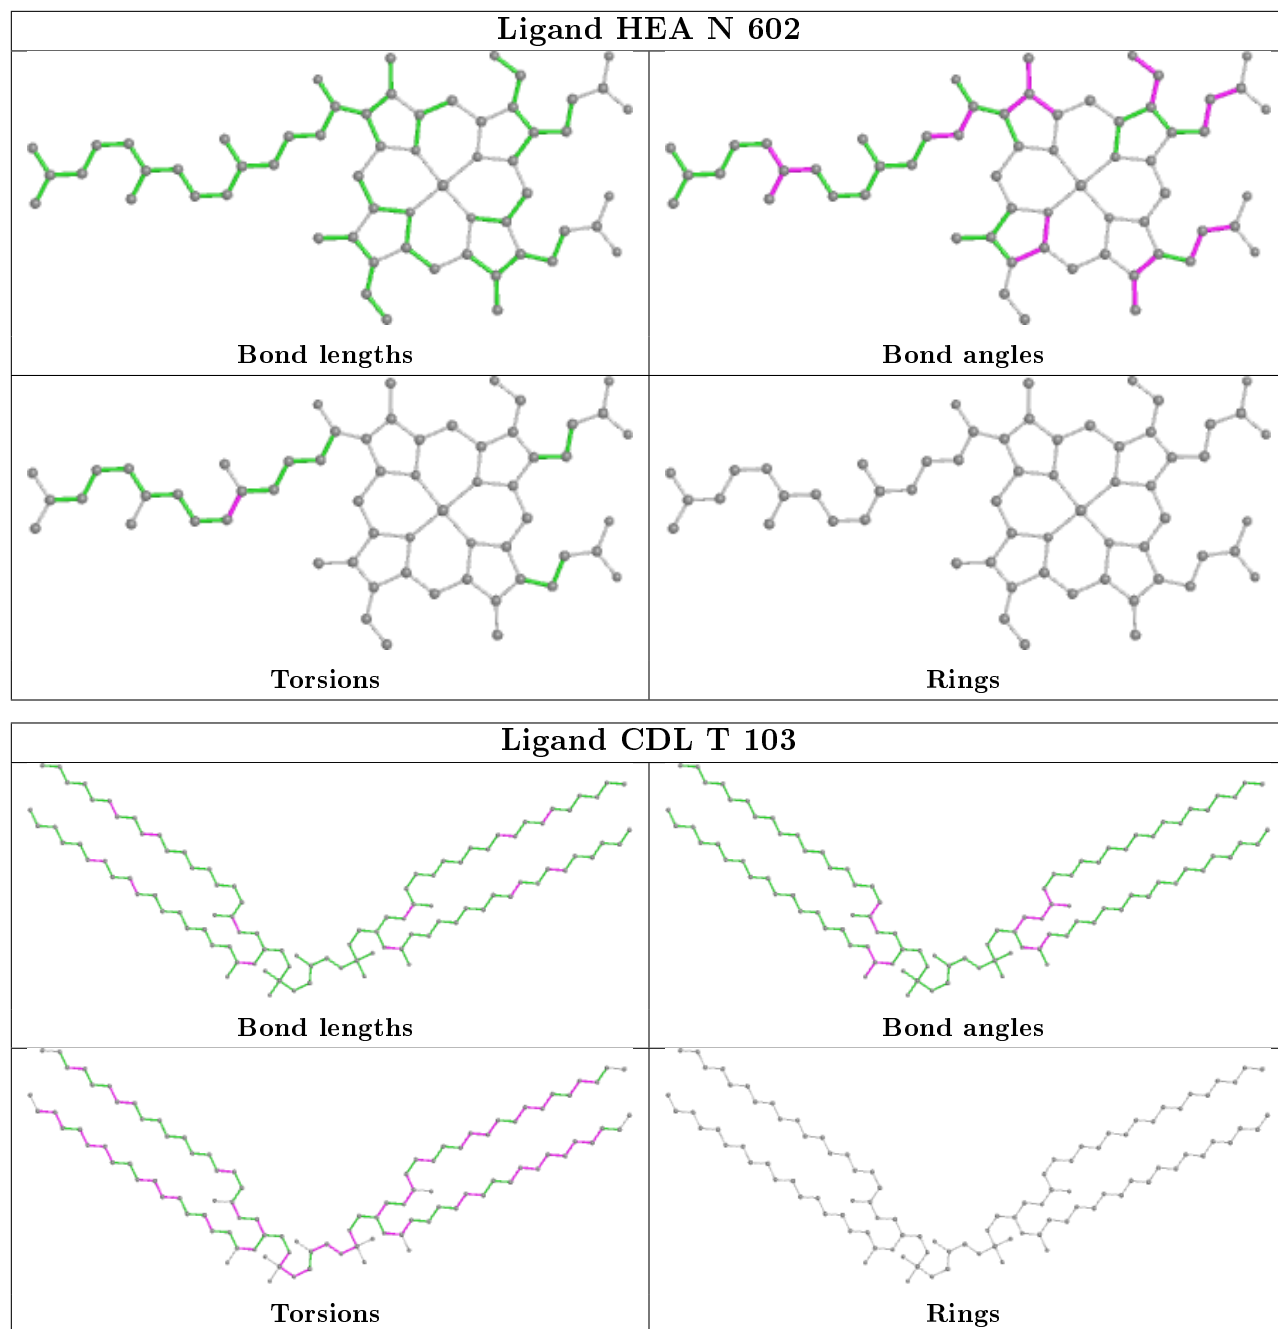 Ligand HEA N 602
Bond lengths
Bond angles
Torsions
Rings
Ligand CDL T 103
Bond lengths
Bond angles
Torsions
Rings